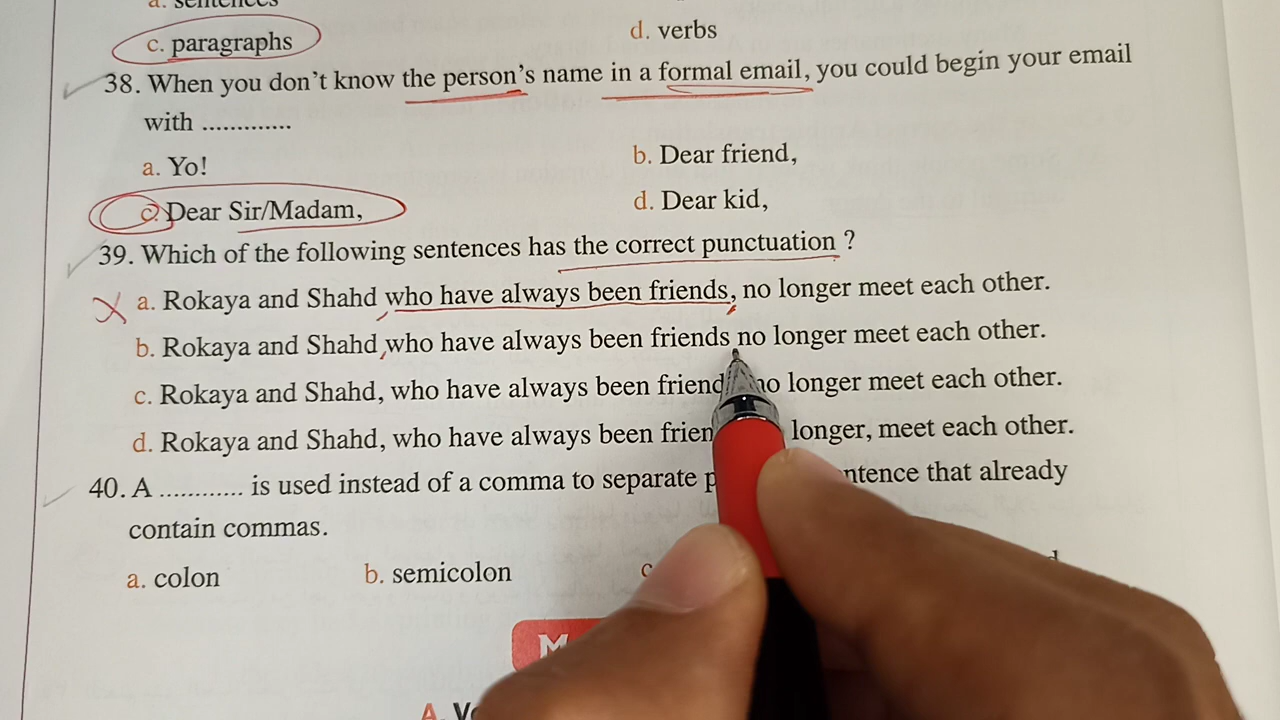 a. sentences
c. paragraphs
d. verbs
38. When you don't know the person's name in a formal email, you could begin your email
with .............
a. Yo!
b. Dear friend,
c. Dear Sir/Madam,
d. Dear kid,
39. Which of the following sentences has the correct punctuation ?
a. Rokaya and Shahd who have always been friends, no longer meet each other.
b. Rokaya and Shahd, who have always been friends no longer meet each other.
c. Rokaya and Shahd, who have always been longer meet each other.
d. Rokaya and Shahd, who have always been longer, meet each other.
40. A ............ is used instead of a comma to separate that already
contain commas.
a. colon
b. semicolon